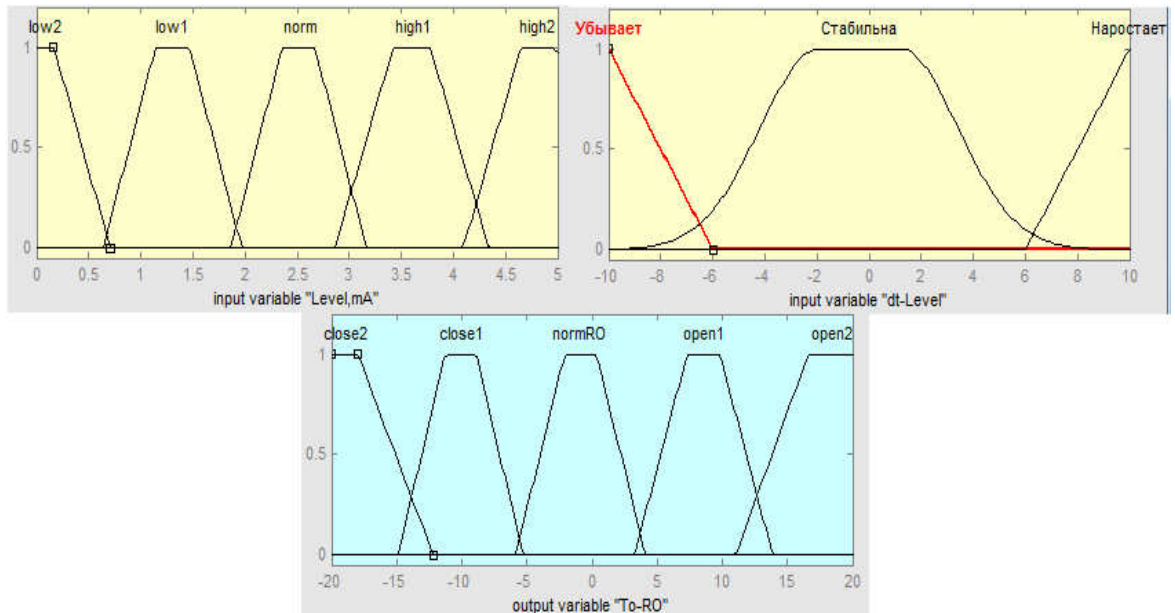 low2 low1 norm high1 high2
1
0.5
0
0 0.5 1 1.5 2 2.5 3 3.5 4 4.5 5
input variable "Level,mA"
Убывает Стабильна Наростает
1
0.5
0
-10 -8 -6 -4 -2 0 2 4 6 8 10
input variable "dt-Level"
close2 close1 normRO open1 open2
1
0.5
0
-20 -15 -10 -5 0 5 10 15 20
output variable "To-RO"